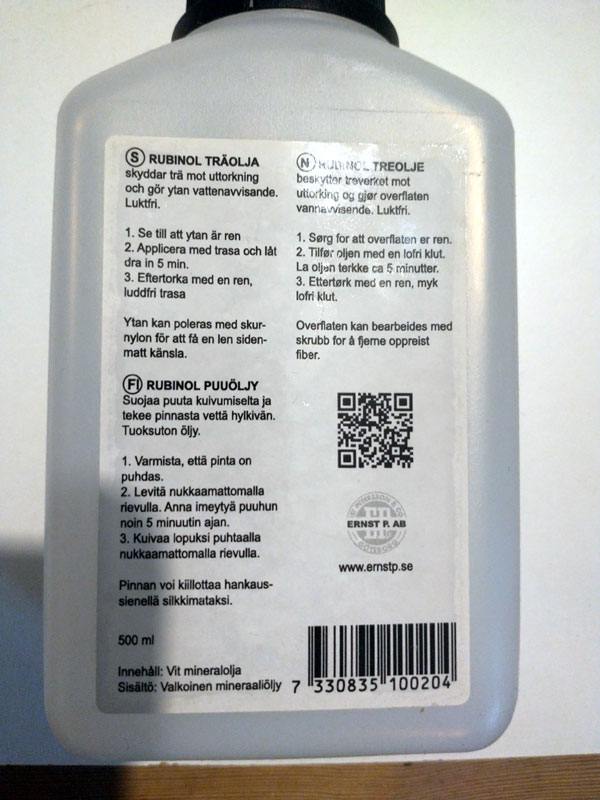 S RUBINOL TRÄOLJA
skyddar trä mot uttorkning
och gör ytan vattenavvisande.
Luktfri.
1. Se till att ytan är ren
2. Applicera med trasa och låt
dra in 5 min.
3. Eftertorka med en ren,
luddfri trasa
Ytan kan poleras med skur-
nylon för att få en len siden-
matt känsla.
N RUBINOL TREOLJE
beskytter treverket mot
uttorking og gjør overflaten
vannavvisende. Luktfri.
1. Sørg for att overflaten er ren.
2. Tilfør oljen med en lofri klut.
La oljen terkke ca 5 minutter.
3. Ettertørk med en ren, myk
lofri klut.
Overflaten kan bearbeides med
skrubb for å fjerne oppreist
fiber.
FI RUBINOL PUUÖLJY
Suojaa puuta kuivumiselta ja
tekee pinnasta vettä hylkivän.
Tuoksuton öljy.
1. Varmista, että pinta on
puhdas.
2. Levitä nukkaamattomalla
rievulla. Anna imeytyä puuhun
noin 5 minuutin ajan.
3. Kuivaa lopuksi puhtaalla
nukkaamattomalla rievulla.
Pinnan voi kiillottaa hankaus-
sienellä silkkimataksi.
500 ml
Innehåll: Vit mineralolja
Sisältö: Valkoinen mineraaliöljy
ERNST P. AB
GÖTEBORG
www.ernstp.se
7 330835 100204